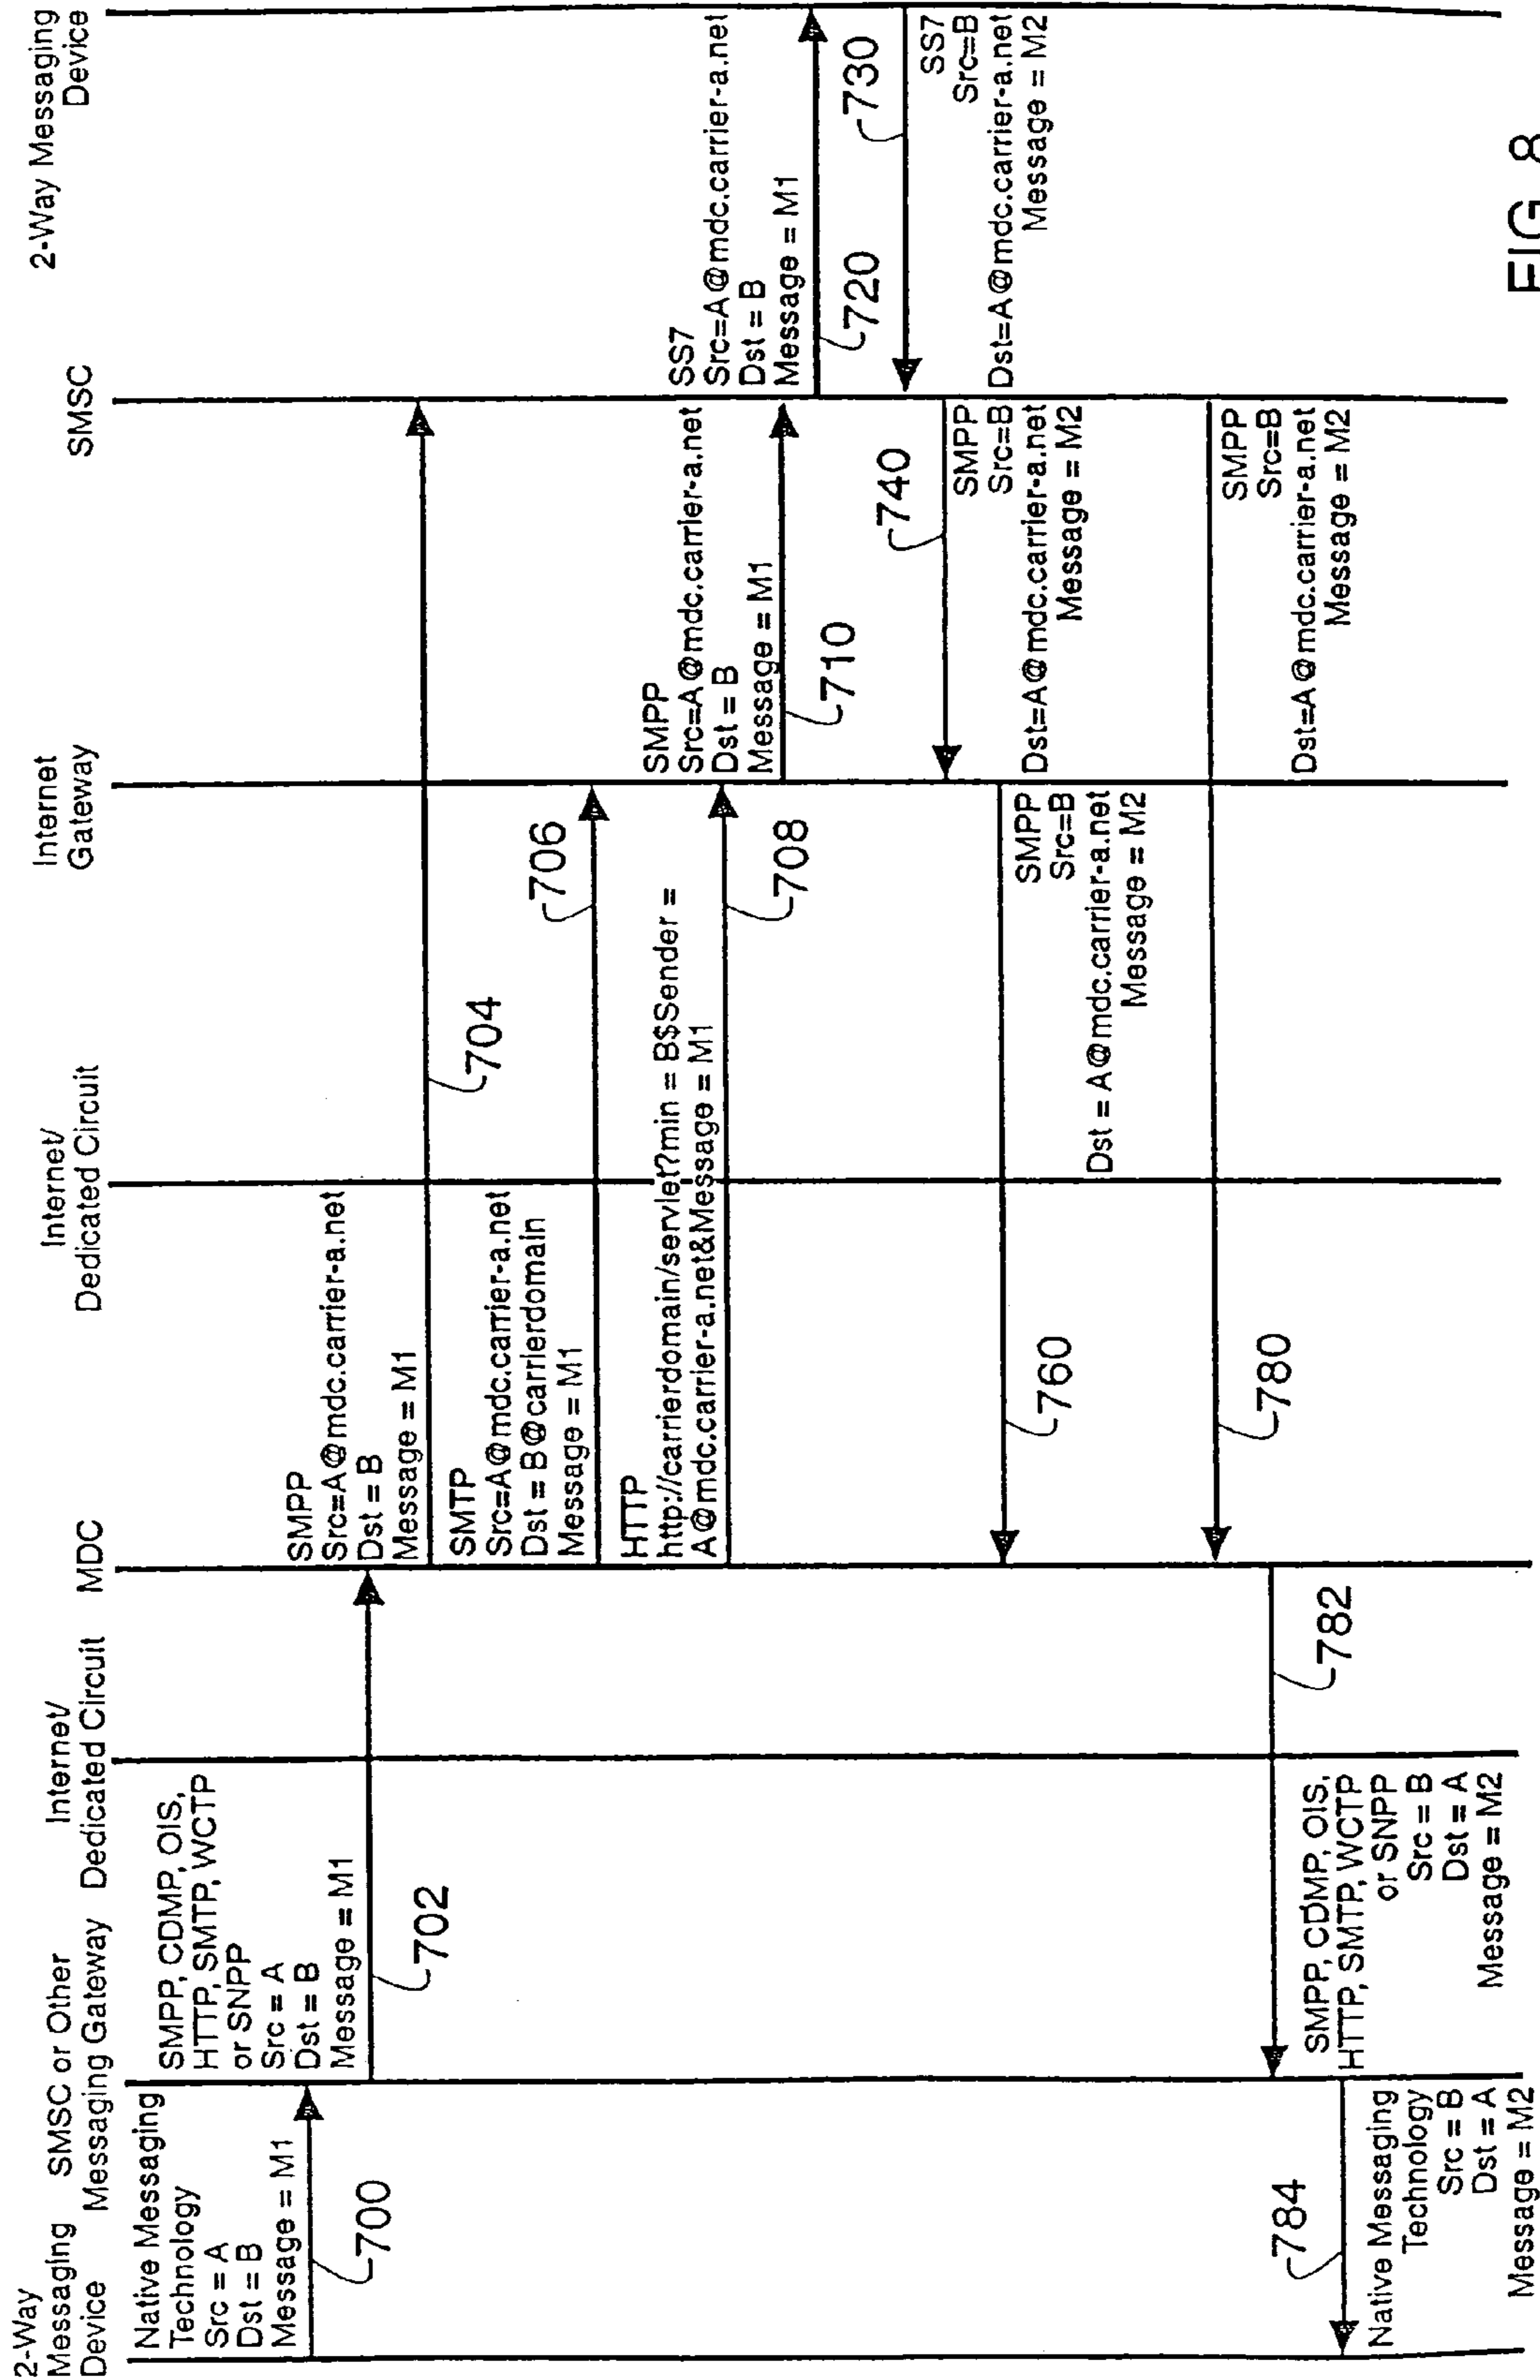 2-Way
Messaging
Device
SMSC or Other
Messaging Gateway
Internet/
Dedicated Circuit
MDC
Internet/
Dedicated Circuit
Internet
Gateway
SMSC
2-Way Messaging
Device
Native Messaging
Technology
Src = A
Dst = B
Message = M1
700
SMPP, CDMP, OIS,
HTTP, SMTP, WCTP
or SNPP
Src = A
Dst = B
Message = M1
702
SMPP
Src=A@mdc.carrier-a.net
Dst = B
Message = M1
704
SMTP
Src=A@mdc.carrier-a.net
Dst = B@carrierdomain
Message = M1
706
HTTP
http://carrierdomain/servlet?min = B$Sender =
A@mdc.carrier-a.net&Message = M1
708
SMPP
Src=A@mdc.carrier-a.net
Dst = B
Message = M1
710
SS7
Src=A@mdc.carrier-a.net
Dst = B
Message = M1
720
730
SS7
Src=B
Dst=A@mdc.carrier-a.net
Message = M2
740
SMPP
Src=B
Dst=A@mdc.carrier-a.net
Message = M2
SMPP
Src=B
Dst = A@mdc.carrier-a.net
Message = M2
760
SMPP
Src=B
Dst=A@mdc.carrier-a.net
Message = M2
780
782
SMPP, CDMP, OIS,
HTTP, SMTP, WCTP
or SNPP
Src = B
Dst = A
Message = M2
784
Native Messaging
Technology
Src = B
Dst = A
Message = M2
FIG. 8